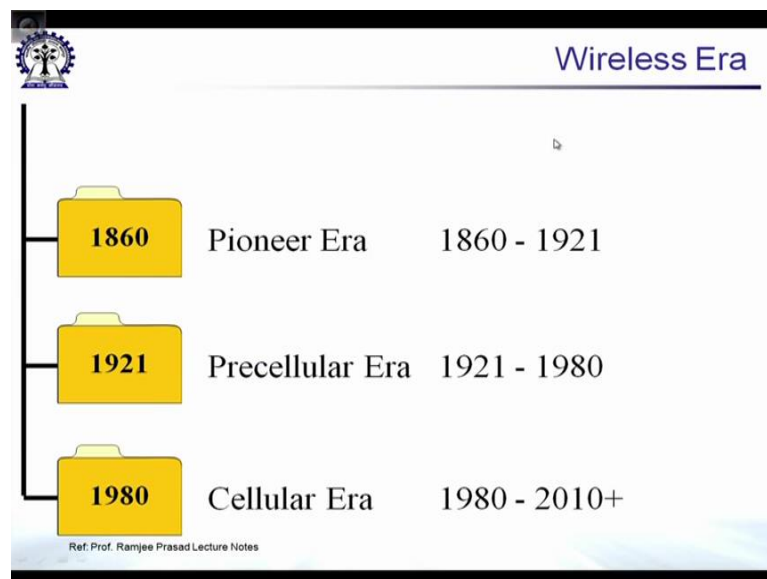 Wireless Era
1860 Pioneer Era 1860 - 1921
1921 Precellular Era 1921 - 1980
1980 Cellular Era 1980 - 2010+
Ref: Prof. Ramjee Prasad Lecture Notes